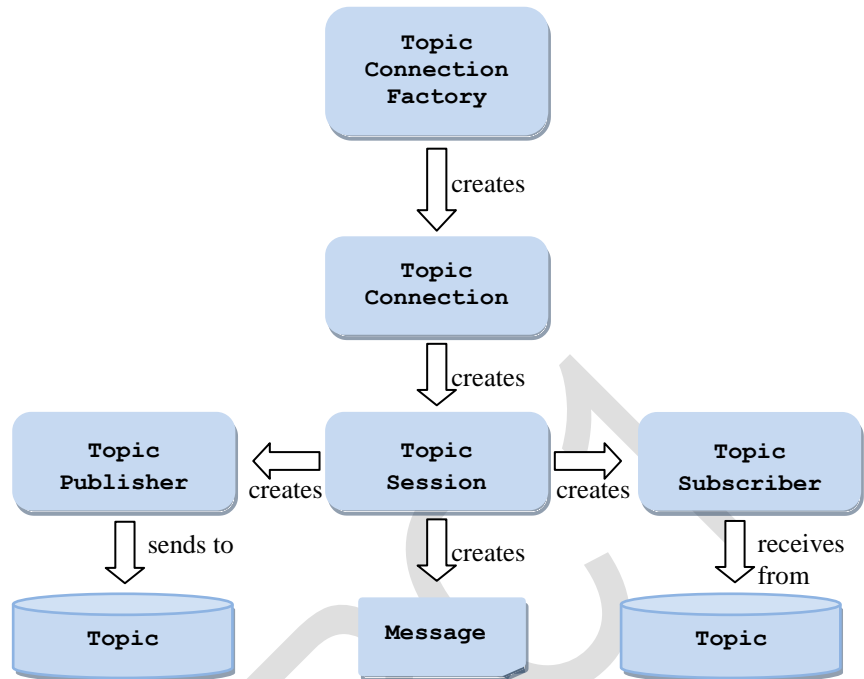 Topic
Connection
Factory
creates
Topic
Connection
creates
Topic
Publisher
creates
Topic
Session
creates
Topic
Subscriber
sends to
creates
receives
from
Topic
Message
Topic